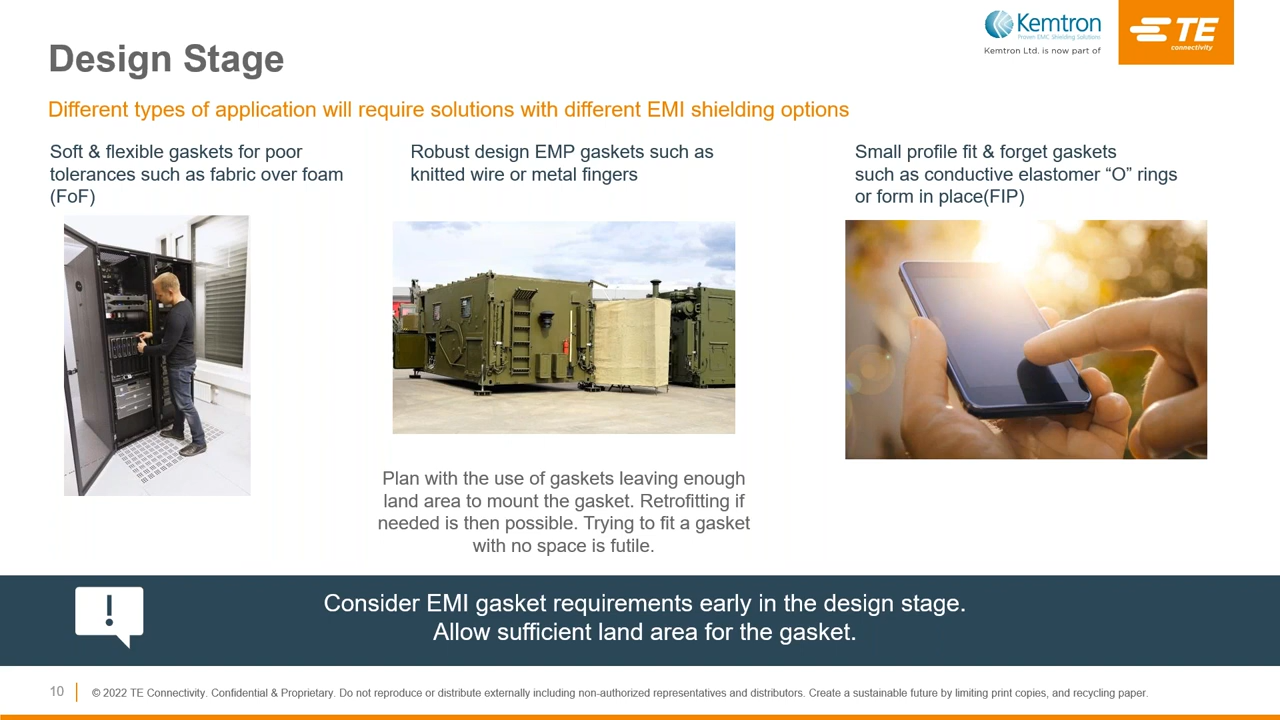 Design Stage
Kemtron
Proven EMC Shielding Solutions
Kemtron Ltd. is now part of
TE
connectivity
Different types of application will require solutions with different EMI shielding options
Soft & flexible gaskets for poor
tolerances such as fabric over foam
(FoF)
Robust design EMP gaskets such as
knitted wire or metal fingers
Small profile fit & forget gaskets
such as conductive elastomer “O” rings
or form in place(FIP)
Plan with the use of gaskets leaving enough
land area to mount the gasket. Retrofitting if
needed is then possible. Trying to fit a gasket
with no space is futile.
!
Consider EMI gasket requirements early in the design stage.
Allow sufficient land area for the gasket.
10
© 2022 TE Connectivity. Confidential & Proprietary. Do not reproduce or distribute externally including non-authorized representatives and distributors. Create a sustainable future by limiting print copies, and recycling paper.